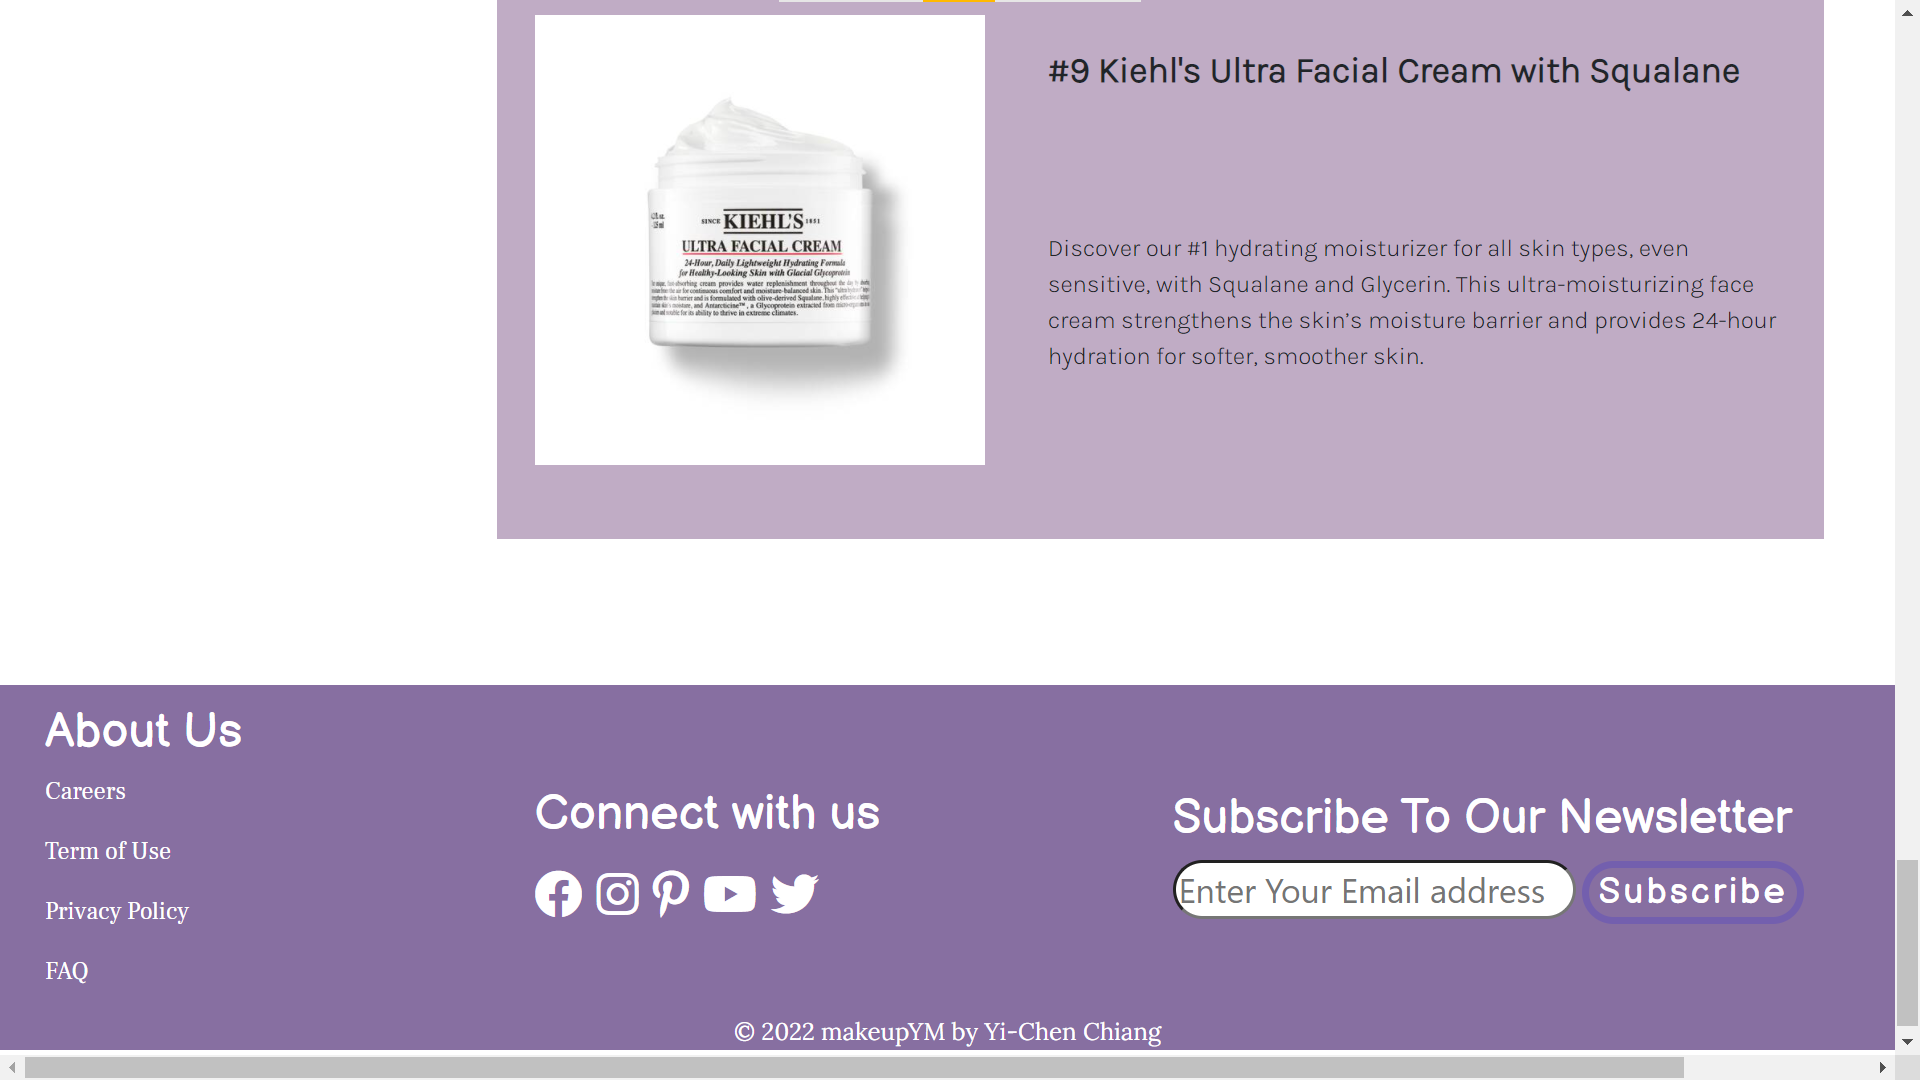 #9 Kiehl's Ultra Facial Cream with Squalane
SINCE KIEHL'S 1851
ULTRA FACIAL CREAM
24-Hour, Daily Lightweight Hydrating Formula
for Healthy-Looking Skin with Glacial Glycoprotein
Discover our #1 hydrating moisturizer for all skin types, even
sensitive, with Squalane and Glycerin. This ultra-moisturizing face
cream strengthens the skin’s moisture barrier and provides 24-hour
hydration for softer, smoother skin.
About Us
Careers
Term of Use
Privacy Policy
FAQ
Connect with us
Subscribe To Our Newsletter
Enter Your Email address
Subscribe
© 2022 makeupYM by Yi-Chen Chiang